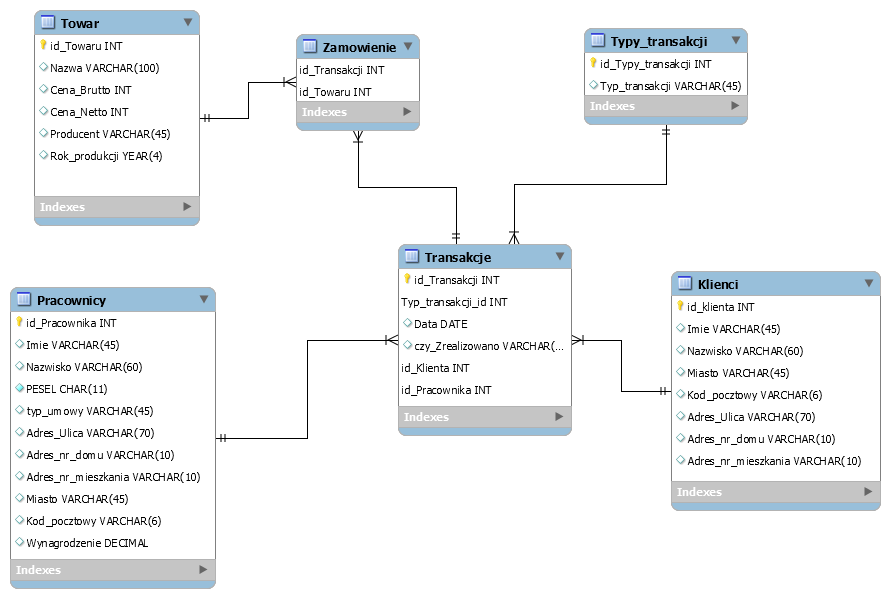 Towar
id_Towaru INT
Nazwa VARCHAR(100)
Cena_Brutto INT
Cena_Netto INT
Producent VARCHAR(45)
Rok_produkcji YEAR(4)
Indexes
Zamowienie
id_Transakcji INT
id_Towaru INT
Indexes
Typy_transakcji
id_Typy_transakcji INT
Typ_transakcji VARCHAR(45)
Indexes
Pracownicy
id_Pracownika INT
Imie VARCHAR(45)
Nazwisko VARCHAR(60)
PESEL CHAR(11)
typ_umowy VARCHAR(45)
Adres_Ulica VARCHAR(70)
Adres_nr_domu VARCHAR(10)
Adres_nr_mieszkania VARCHAR(10)
Miasto VARCHAR(45)
Kod_pocztowy VARCHAR(6)
Wynagrodzenie DECIMAL
Indexes
Transakcje
id_Transakcji INT
Typ_transakcji_id INT
Data DATE
czy_Zrealizowano VARCHAR(...
id_Klienta INT
id_Pracownika INT
Indexes
Klienci
id_klienta INT
Imie VARCHAR(45)
Nazwisko VARCHAR(60)
Miasto VARCHAR(45)
Kod_pocztowy VARCHAR(6)
Adres_Ulica VARCHAR(70)
Adres_nr_domu VARCHAR(10)
Adres_nr_mieszkania VARCHAR(10)
Indexes